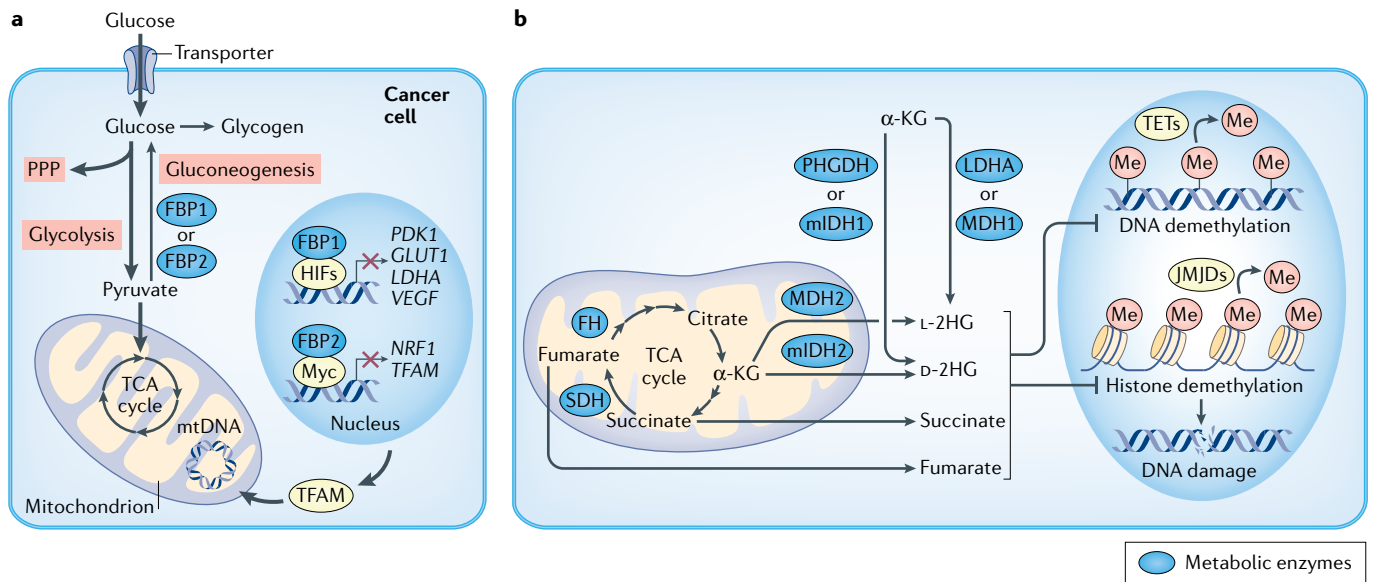 a
Glucose
Transporter
Cancer
cell
Glucose
Glycogen
PPP
Gluconeogenesis
FBP1
or
FBP2
Glycolysis
Pyruvate
FBP1
HIFs
PDK1
GLUT1
LDHA
VEGF
FBP2
Myc
NRF1
TFAM
Nucleus
TCA
cycle
mtDNA
Mitochondrion
TFAM
b
α-KG
PHGDH
or
mIDH1
LDHA
or
MDH1
TETs
Me
Me
Me
Me
DNA demethylation
JMJDs
Me
Me
Me
Me
Me
Histone demethylation
DNA damage
FH
Citrate
MDH2
L-2HG
Fumarate
TCA
cycle
α-KG
mIDH2
D-2HG
SDH
Succinate
Succinate
Fumarate
Metabolic enzymes